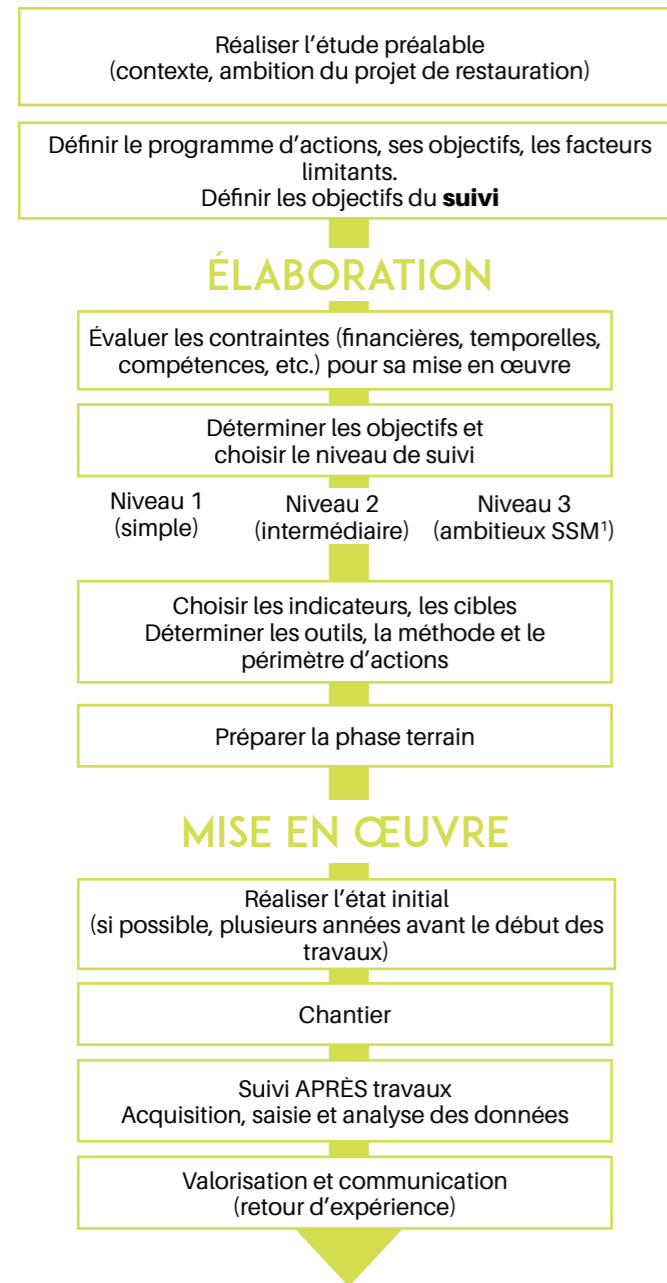 Réaliser l’étude préalable
(contexte, ambition du projet de restauration)
Définir le programme d’actions, ses objectifs, les facteurs
limitants.
Définir les objectifs du suivi
ÉLABORATION
Évaluer les contraintes (financières, temporelles,
compétences, etc.) pour sa mise en œuvre
Déterminer les objectifs et
choisir le niveau de suivi
Niveau 1
(simple)
Niveau 2
(intermédiaire)
Niveau 3
(ambitieux SSM¹)
Choisir les indicateurs, les cibles
Déterminer les outils, la méthode et le
périmètre d’actions
Préparer la phase terrain
MISE EN ŒUVRE
Réaliser l’état initial
(si possible, plusieurs années avant le début des
travaux)
Chantier
Suivi APRÈS travaux
Acquisition, saisie et analyse des données
Valorisation et communication
(retour d’expérience)